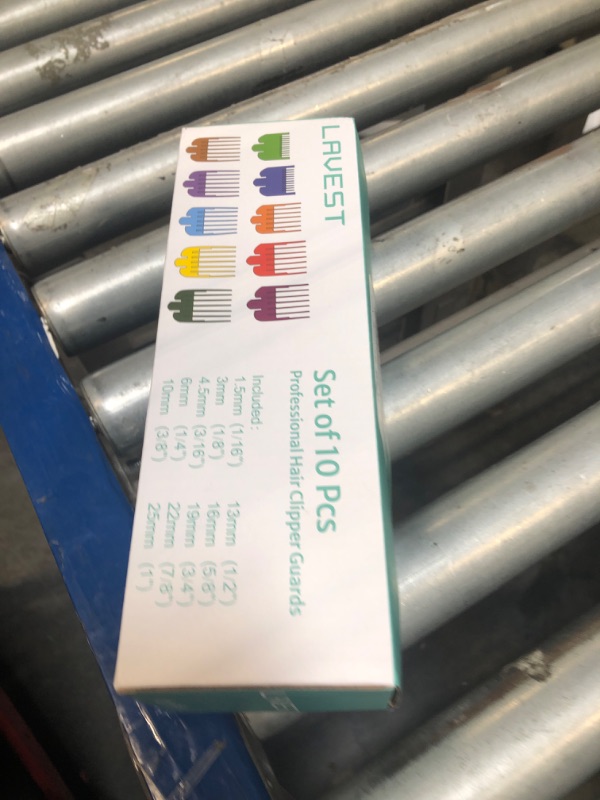 LAVEST
Set of 10 Pcs
Professional Hair Clipper Guards
Included:
1.5mm (1/16")
3mm (1/8")
4.5mm (3/16")
6mm (1/4")
10mm (3/8")
13mm (1/2")
16mm (5/8")
19mm (3/4")
22mm (7/8")
25mm (1")